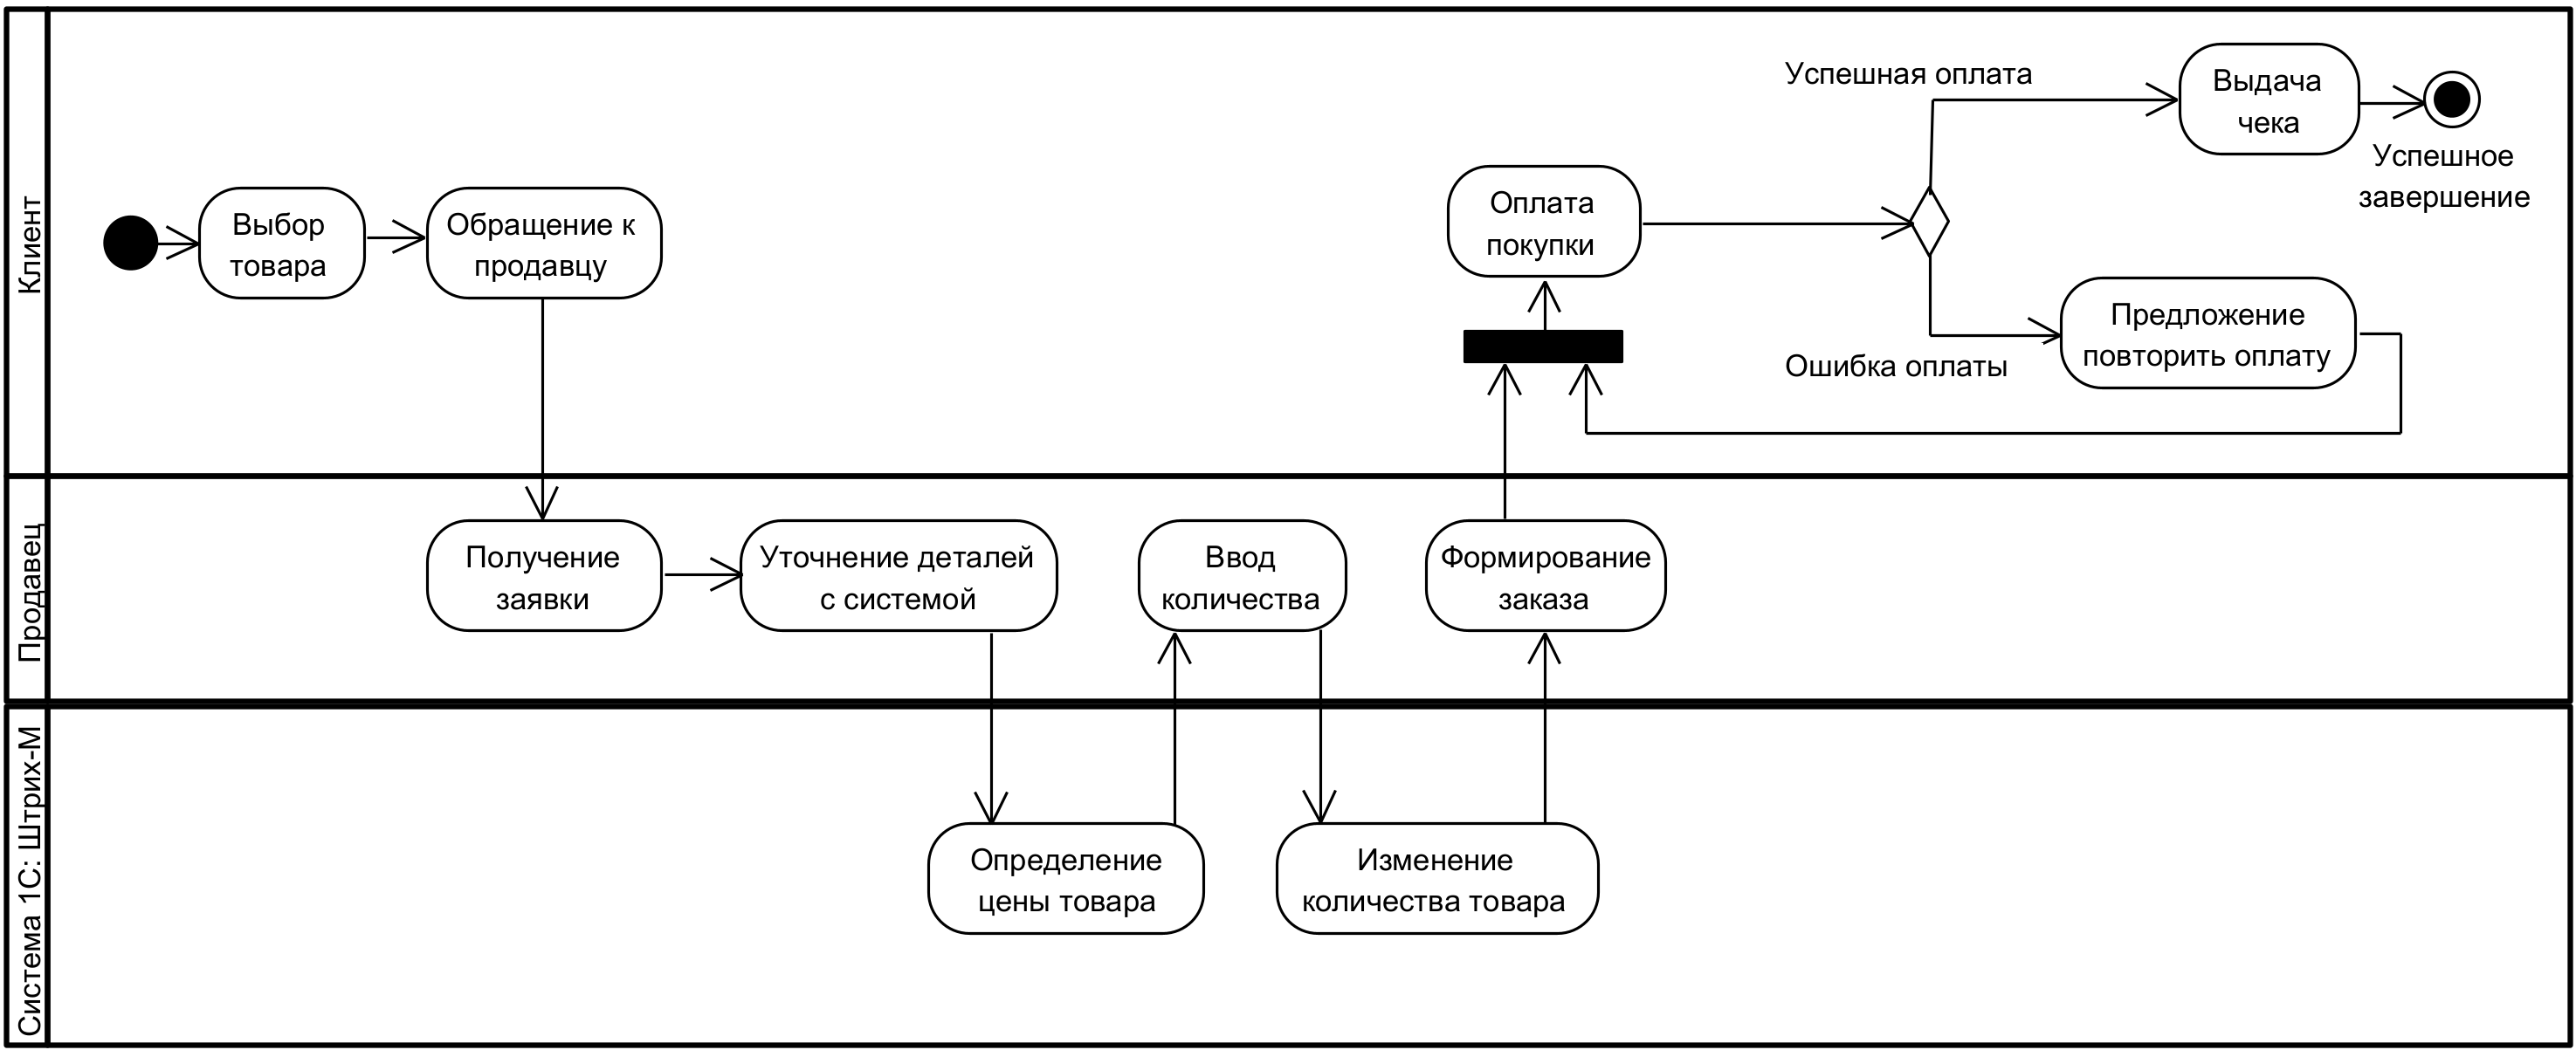 Клиент
Выбор
товара
Обращение к
продавцу
Оплата
покупки
Успешная оплата
Выдача
чека
Успешное
завершение
Ошибка оплаты
Предложение
повторить оплату
Продавец
Получение
заявки
Уточнение деталей
с системой
Ввод
количества
Формирование
заказа
Система 1С: Штрих-М
Определение
цены товара
Изменение
количества товара